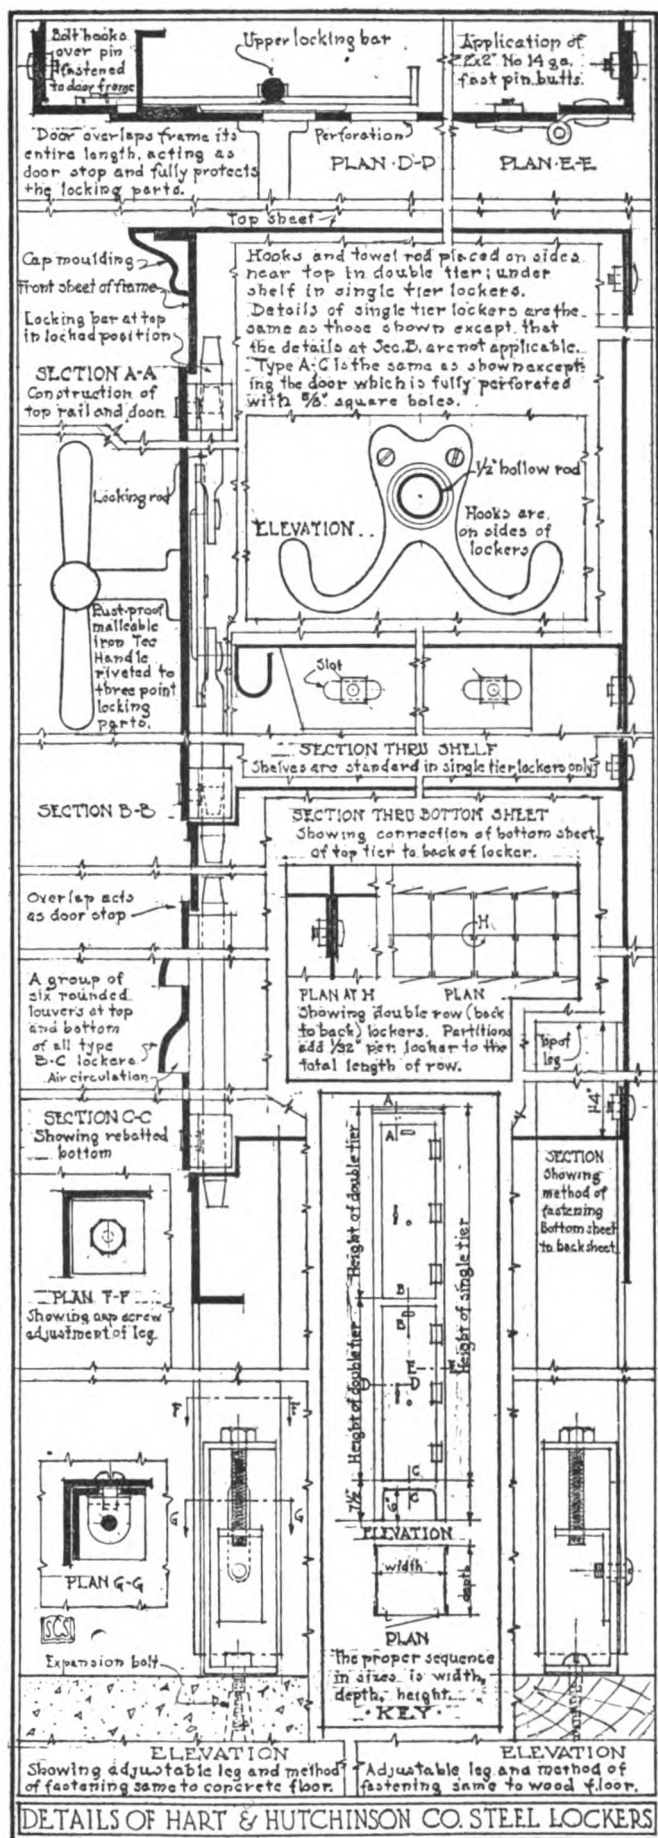 Bolt hooks
over pin
fastened
to door frame
Upper locking bar
Application of
2"x2" No 14 ga.
fast pin butts.
Door overlaps frame its
entire length, acting as
door stop and fully protects
the locking parts.
Perforation
PLAN·D-D
PLAN·E-E
Top sheet
Cap moulding
Front sheet of frame
Locking bar at top
in locked position
SECTION A-A
Construction of
top rail and door.
Hooks and towel rod placed on sides
near top in double tier; under
shelf in single tier lockers.
Details of single tier lockers are the
same as those shown except that
the details at Sec. B. are not applicable.
Type A-C is the same as shown except-
ing the door which is fully perforated
with 5/8" square holes.
Locking rod
1/2" hollow rod
ELEVATION
Hooks are
on sides of
lockers
Rust-proof
malleable
iron Tee
Handle
riveted to
three point
locking
parts.
Slot
SECTION THRU SHELF
Shelves are standard in single tier lockers only
SECTION B-B
SECTION THRU BOTTOM SHEET
Showing connection of bottom sheet
of top tier to back of locker.
Overlap acts
as door stop
H
PLAN AT H
PLAN
Showing double row (back
to back) lockers. Partitions
add 1/32" per locker to the
total length of row.
A group of
six rounded
louvers at top
and bottom
of all type
B-C lockers
Air circulation
Top of
leg
SECTION C-C
Showing rebatted
bottom
SECTION
Showing
method of
fastening
Bottom sheet
to back sheet
PLAN F-F
Showing cap screw
adjustment of leg
A
A
Height of double tier
Height of single tier
B
B
Height of double tier
E
E
D
D
C
C
7 1/2"
6"
ELEVATION
width
depth
PLAN
The proper sequence
in sizes is width,
depth, height.
·KEY·
F
F
G
G
PLAN G-G
SCSI
Expansion bolt
ELEVATION
Showing adjustable leg and method
of fastening same to concrete floor.
ELEVATION
Adjustable leg and method of
fastening same to wood floor.
DETAILS OF HART & HUTCHINSON CO. STEEL LOCKERS